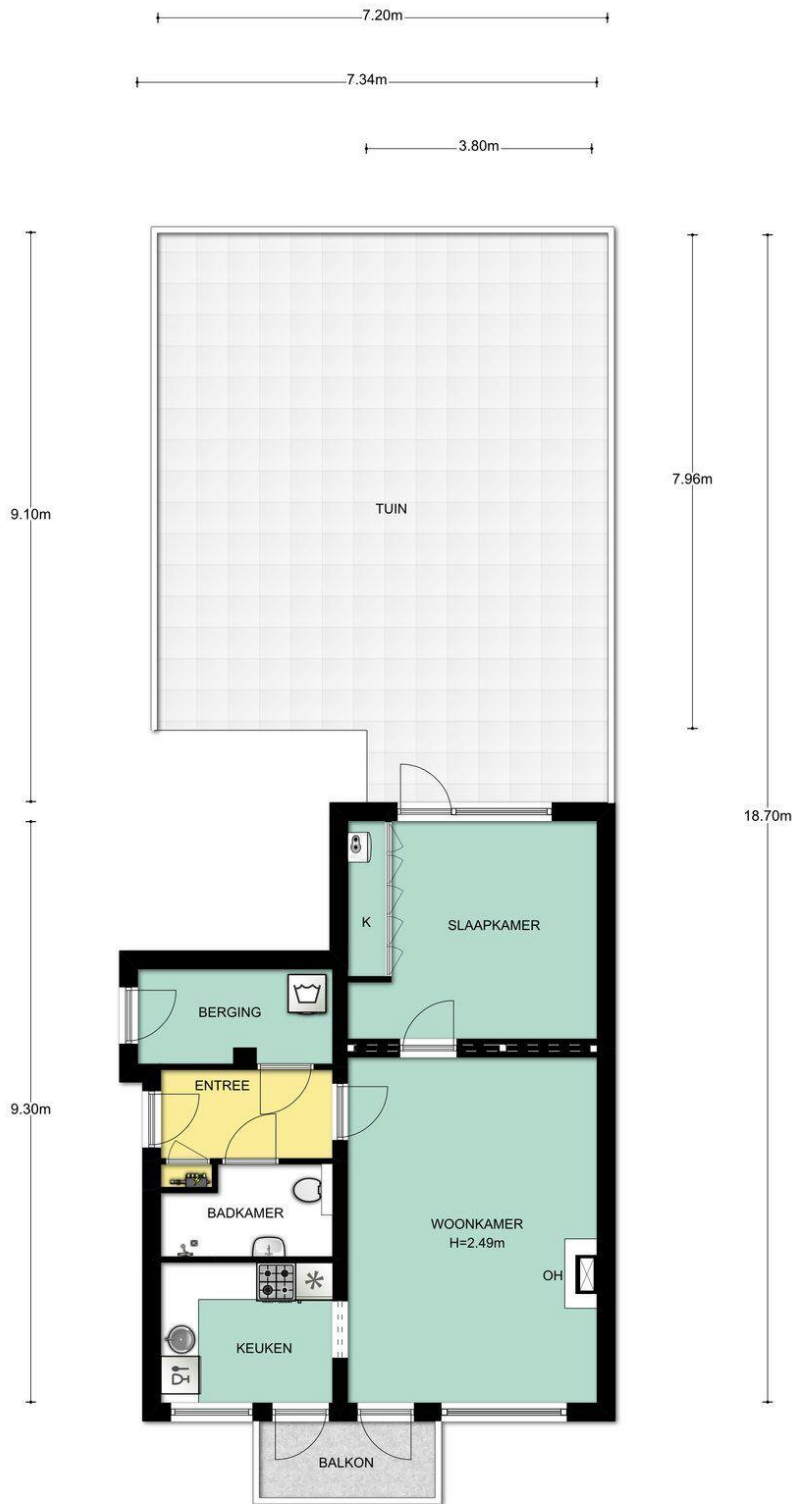 7.20m
7.34m
3.80m
9.10m
7.96m
TUIN
18.70m
K
SLAAPKAMER
BERGING
ENTREE
9.30m
BADKAMER
WOONKAMER
H=2.49m
OH
KEUKEN
BALKON